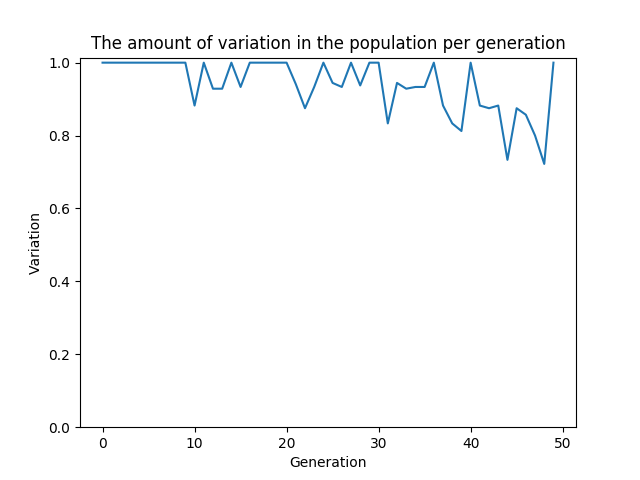 The amount of variation in the population per generation
1.0
0.8
0.6
0.4
0.2
0.0
Variation
0 10 20 30 40 50
Generation